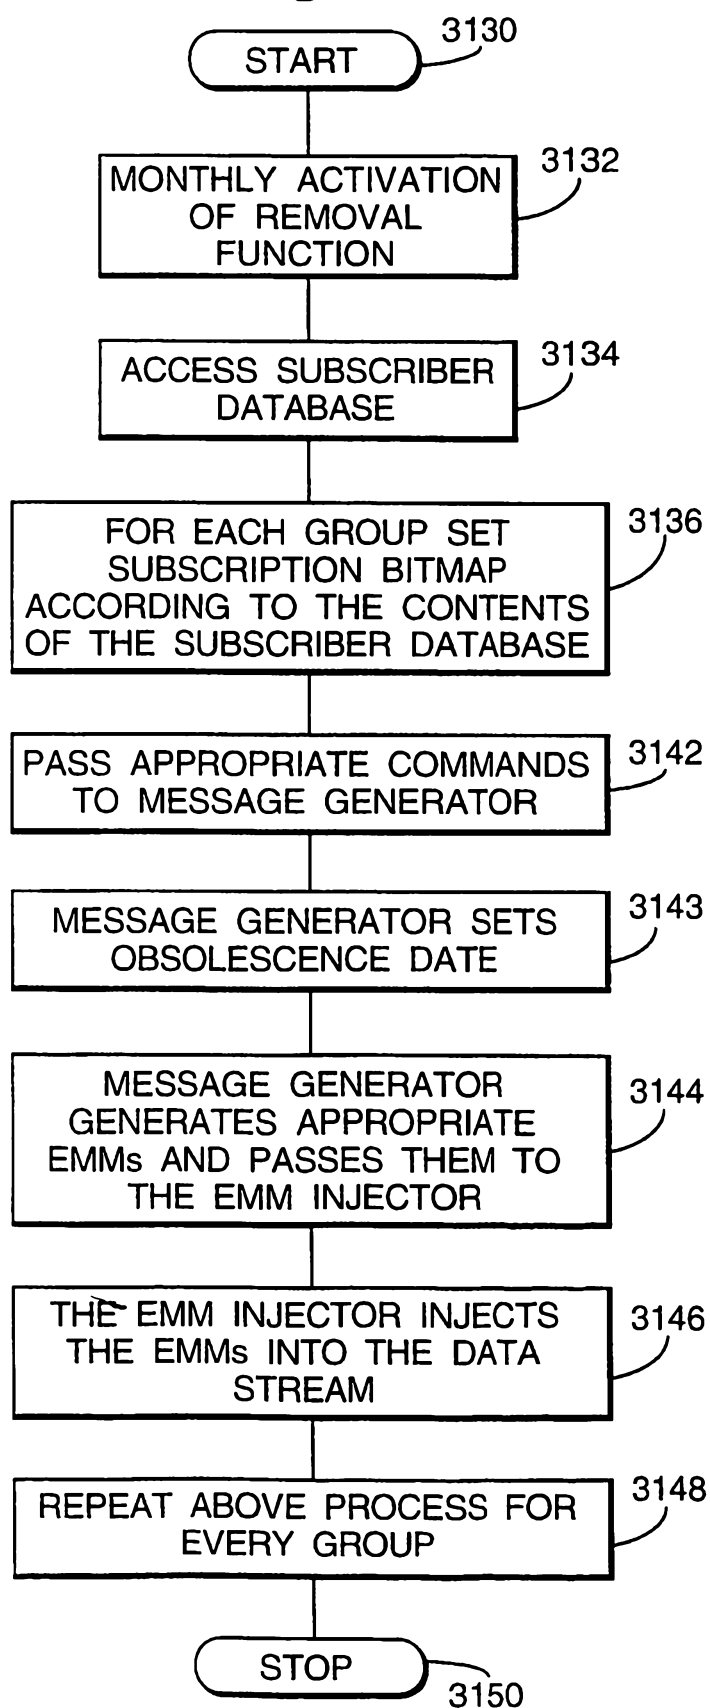 3130
START
3132
MONTHLY ACTIVATION
OF REMOVAL
FUNCTION
3134
ACCESS SUBSCRIBER
DATABASE
3136
FOR EACH GROUP SET
SUBSCRIPTION BITMAP
ACCORDING TO THE CONTENTS
OF THE SUBSCRIBER DATABASE
3142
PASS APPROPRIATE COMMANDS
TO MESSAGE GENERATOR
3143
MESSAGE GENERATOR SETS
OBSOLESCENCE DATE
3144
MESSAGE GENERATOR
GENERATES APPROPRIATE
EMMs AND PASSES THEM TO
THE EMM INJECTOR
3146
THE EMM INJECTOR INJECTS
THE EMMs INTO THE DATA
STREAM
3148
REPEAT ABOVE PROCESS FOR
EVERY GROUP
STOP
3150